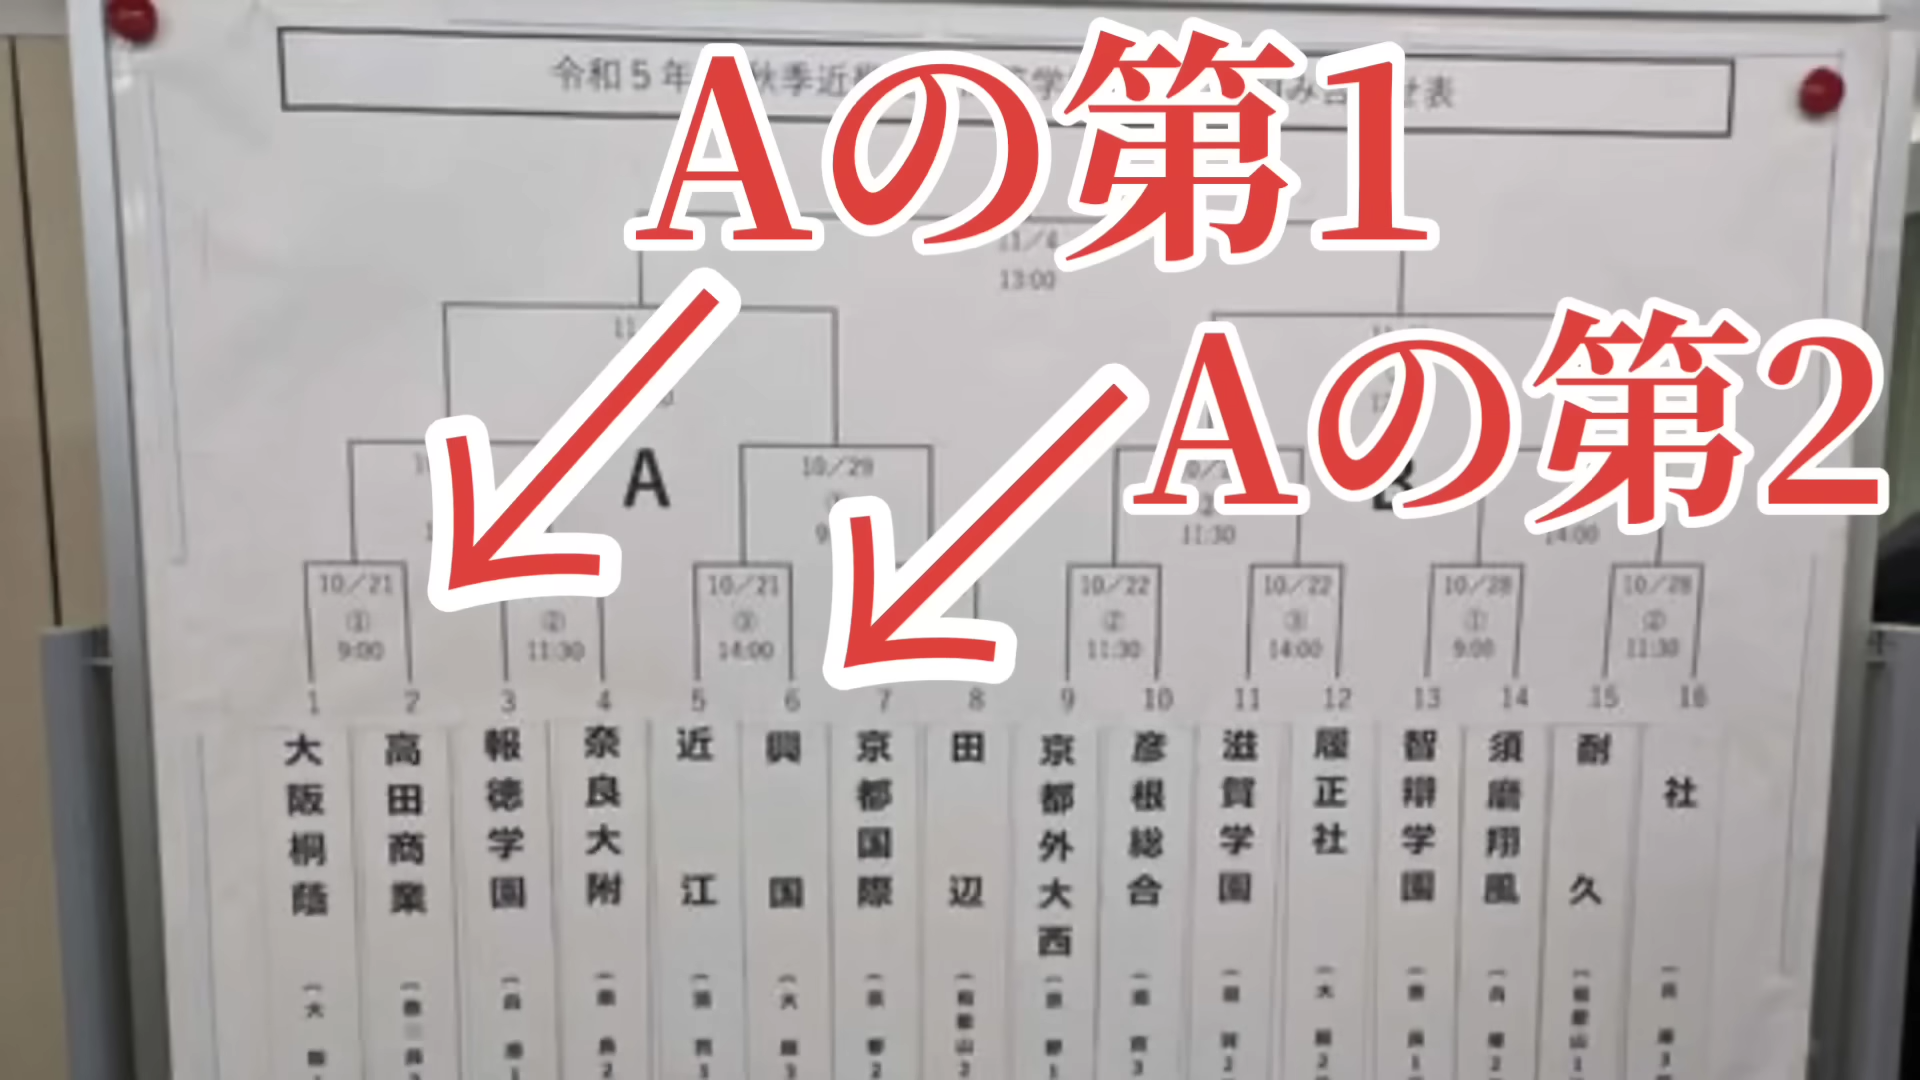 Aの第1
Aの第2
令和5年 秋季近 せ表
11/4
13:00
A
B
10/29
11:30
14:00
10/21
①
9:00
②
11:30
10/21
③
14:00
10/22
②
11:30
10/22
③
14:00
10/28
①
9:00
10/28
②
11:30
1 2 3 4 5 6 7 8 9 10 11 12 13 14 15 16
大阪桐蔭
高田商業
報徳学園
奈良大附
近江
興国
京都国際
田辺
京都外大西
彦根総合
滋賀学園
履正社
智辯学園
須磨翔風
耐久
社